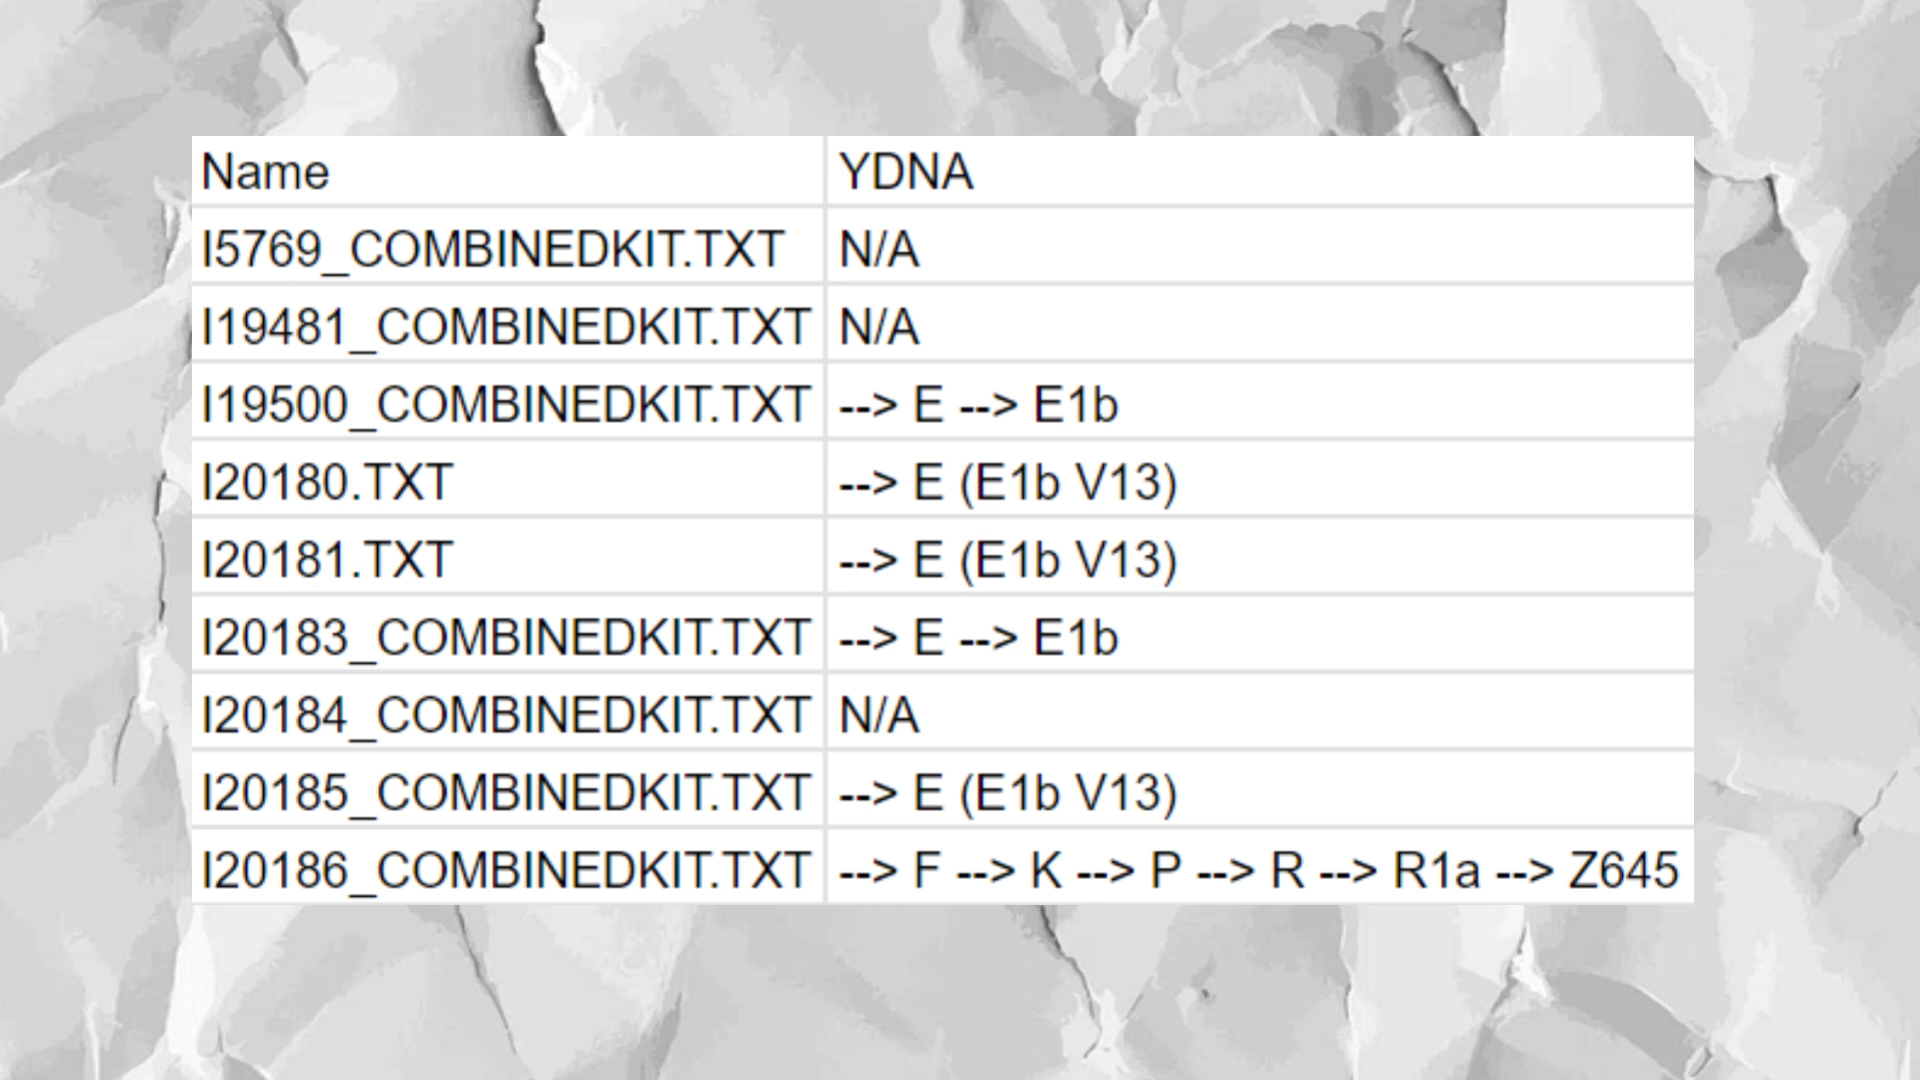 Name YDNA
I5769_COMBINEDKIT.TXT N/A
I19481_COMBINEDKIT.TXT N/A
I19500_COMBINEDKIT.TXT --> E --> E1b
I20180.TXT --> E (E1b V13)
I20181.TXT --> E (E1b V13)
I20183_COMBINEDKIT.TXT --> E --> E1b
I20184_COMBINEDKIT.TXT N/A
I20185_COMBINEDKIT.TXT --> E (E1b V13)
I20186_COMBINEDKIT.TXT --> F --> K --> P --> R --> R1a --> Z645